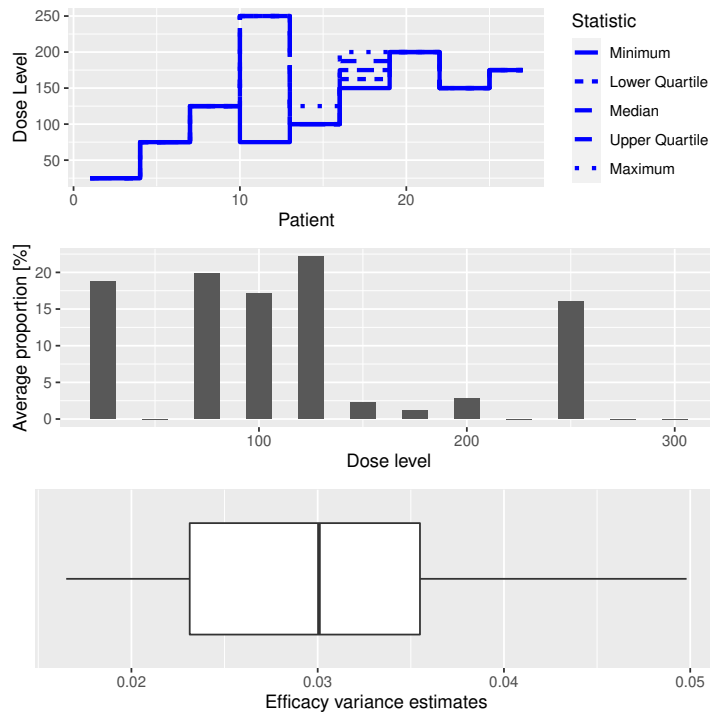 Dose Level
250
200
150
100
50
0
10
20
Patient
Statistic
Minimum
Lower Quartile
Median
Upper Quartile
Maximum
Average proportion [%]
20
15
10
5
0
100
200
300
Dose level
0.02
0.03
0.04
0.05
Efficacy variance estimates